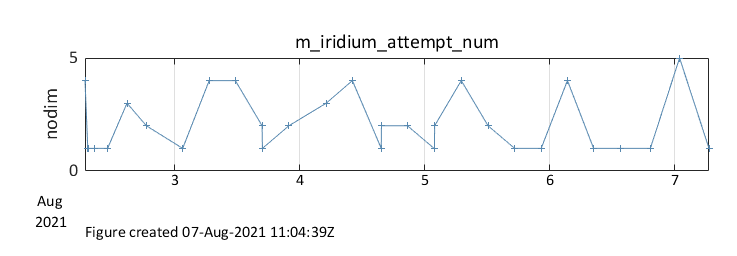 m_iridium_attempt_num
5
nodim
0
3 4 5 6 7
Aug
2021
Figure created 07-Aug-2021 11:04:39Z